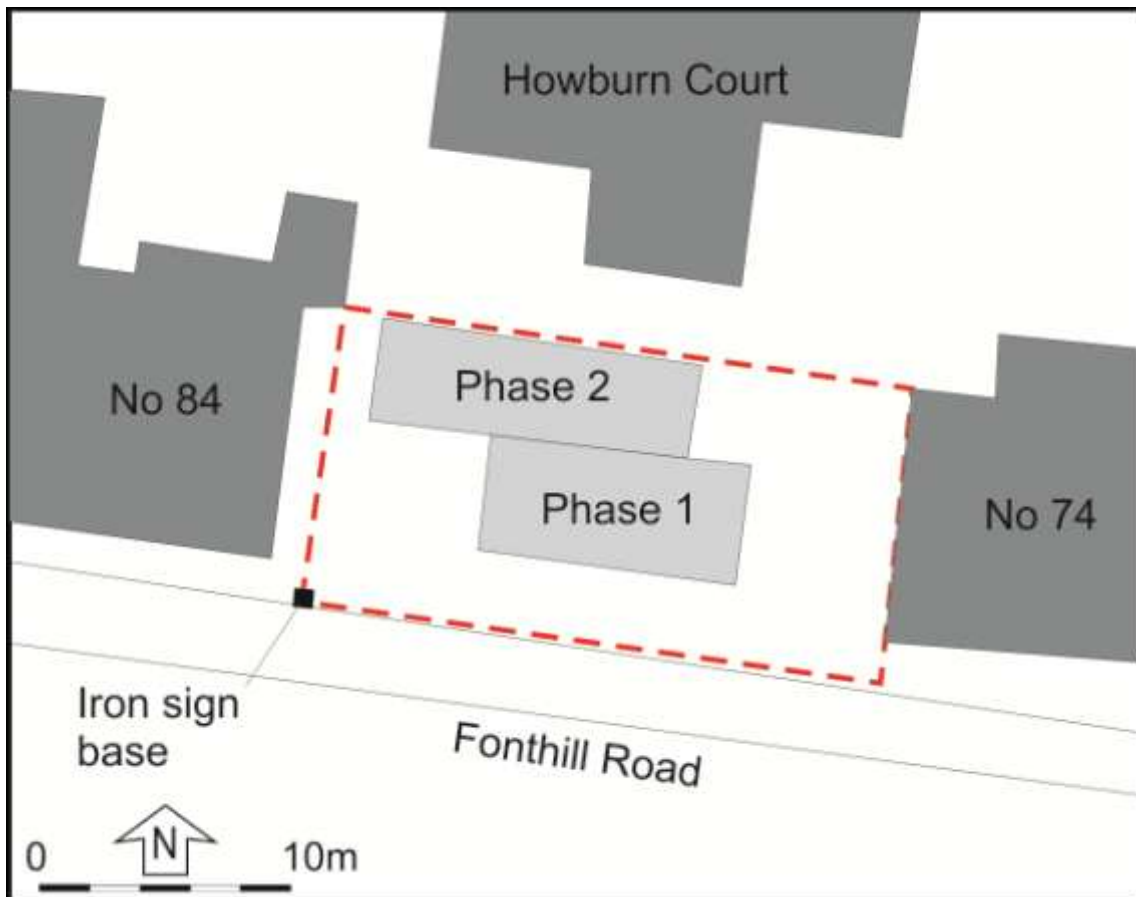 Howburn Court
Phase 2
No 84
Phase 1
No 74
Iron sign
base
Fonthill Road
N
0 10m